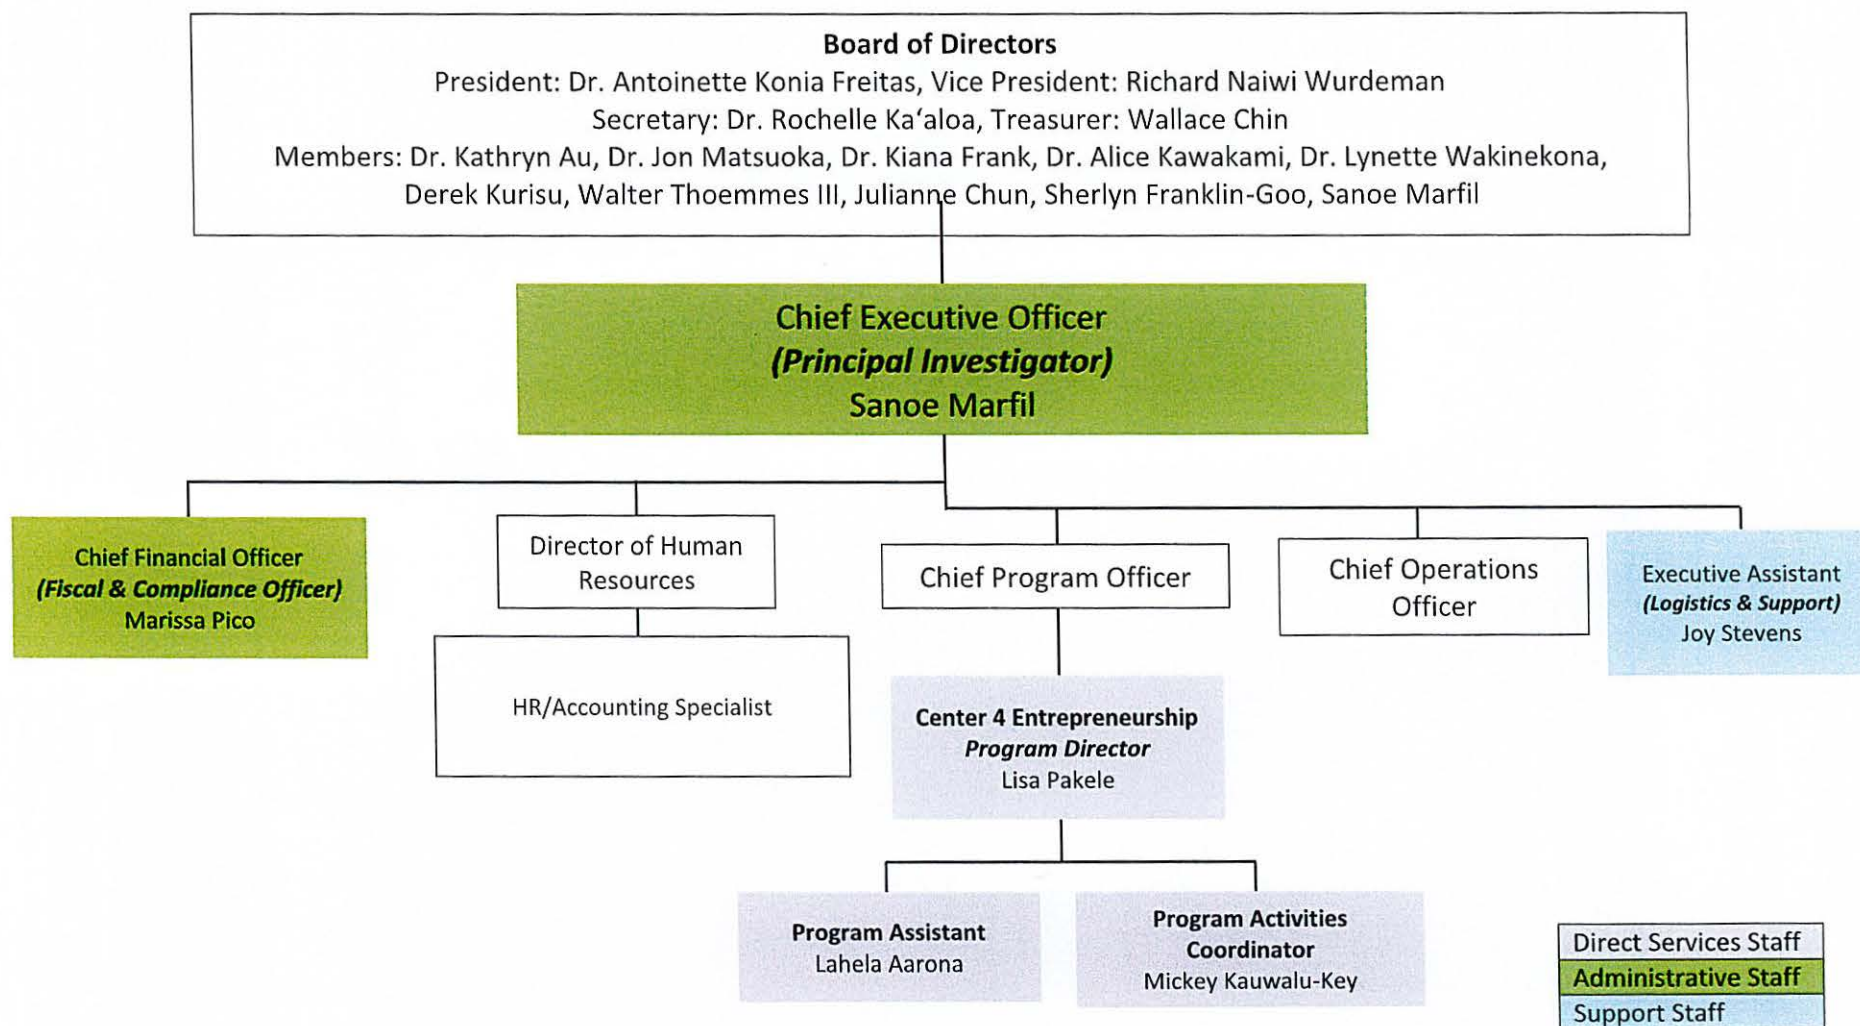 Board of Directors
President: Dr. Antoinette Konia Freitas, Vice President: Richard Naiwi Wurdeman
Secretary: Dr. Rochelle Kaʻaloa, Treasurer: Wallace Chin
Members: Dr. Kathryn Au, Dr. Jon Matsuoka, Dr. Kiana Frank, Dr. Alice Kawakami, Dr. Lynette Wakinekona,
Derek Kurisu, Walter Thoemmes III, Julianne Chun, Sherlyn Franklin-Goo, Sanoe Marfil
Chief Executive Officer
(Principal Investigator)
Sanoe Marfil
Chief Financial Officer
(Fiscal & Compliance Officer)
Marissa Pico
Director of Human
Resources
Chief Program Officer
Chief Operations
Officer
Executive Assistant
(Logistics & Support)
Joy Stevens
HR/Accounting Specialist
Center 4 Entrepreneurship
Program Director
Lisa Pakele
Program Assistant
Lahela Aarona
Program Activities
Coordinator
Mickey Kauwalu-Key
Direct Services Staff
Administrative Staff
Support Staff